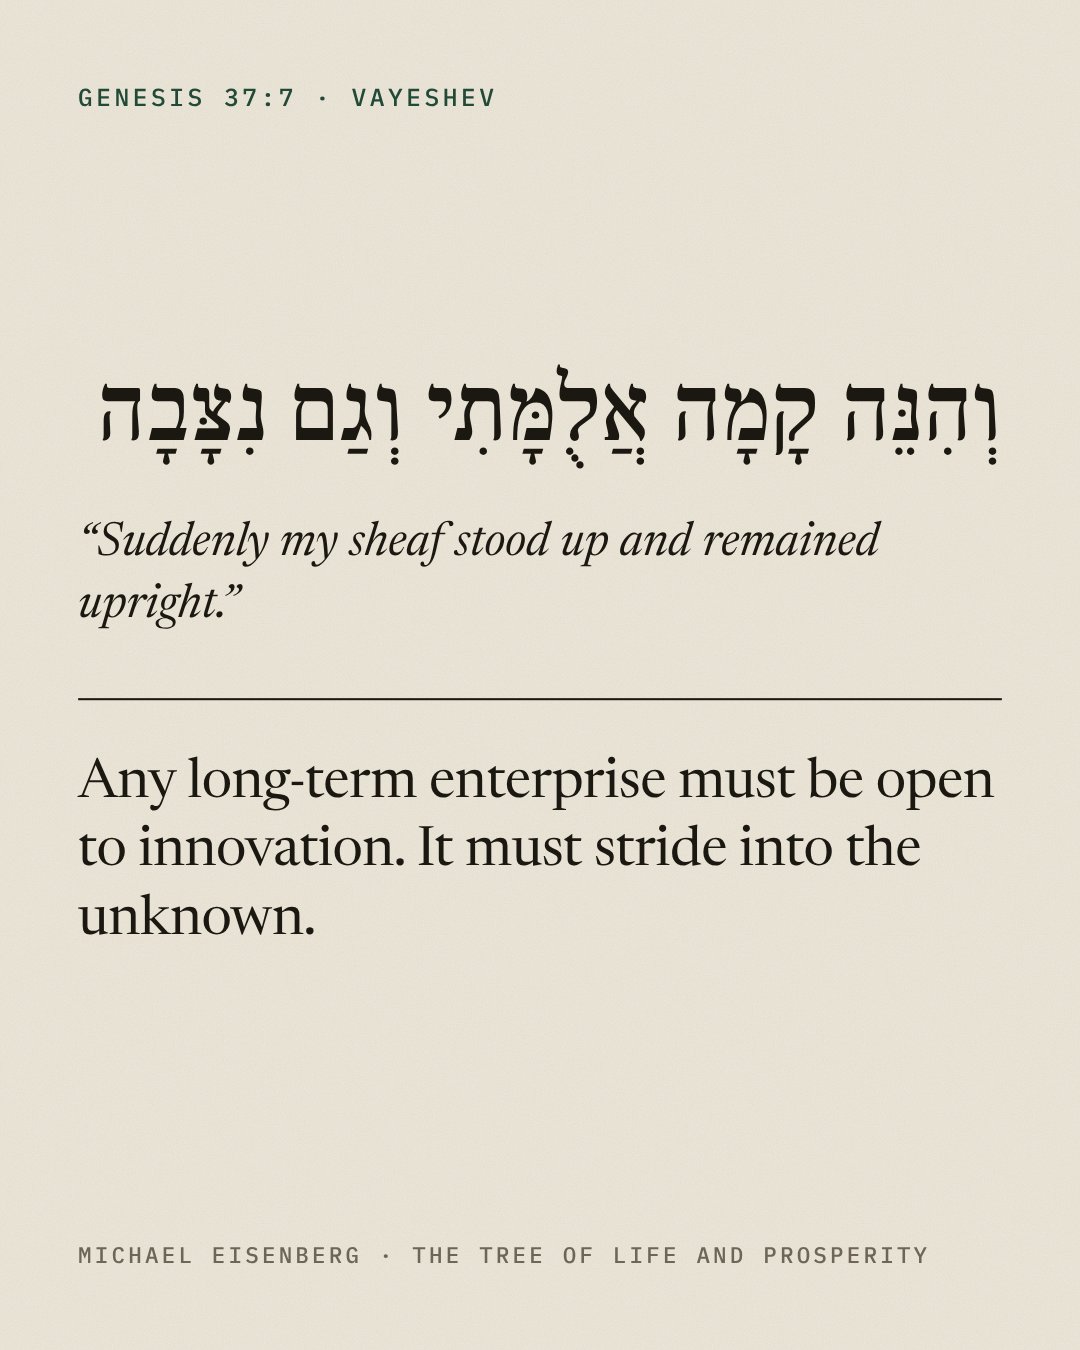 GENESIS 37:7 · VAYESHEV
וְהִנֵּה קָמָה אֲלֻמָּתִי וְגַם נִצָּבָה
“Suddenly my sheaf stood up and remained
upright.”
Any long-term enterprise must be open
to innovation. It must stride into the
unknown.
MICHAEL EISENBERG · THE TREE OF LIFE AND PROSPERITY